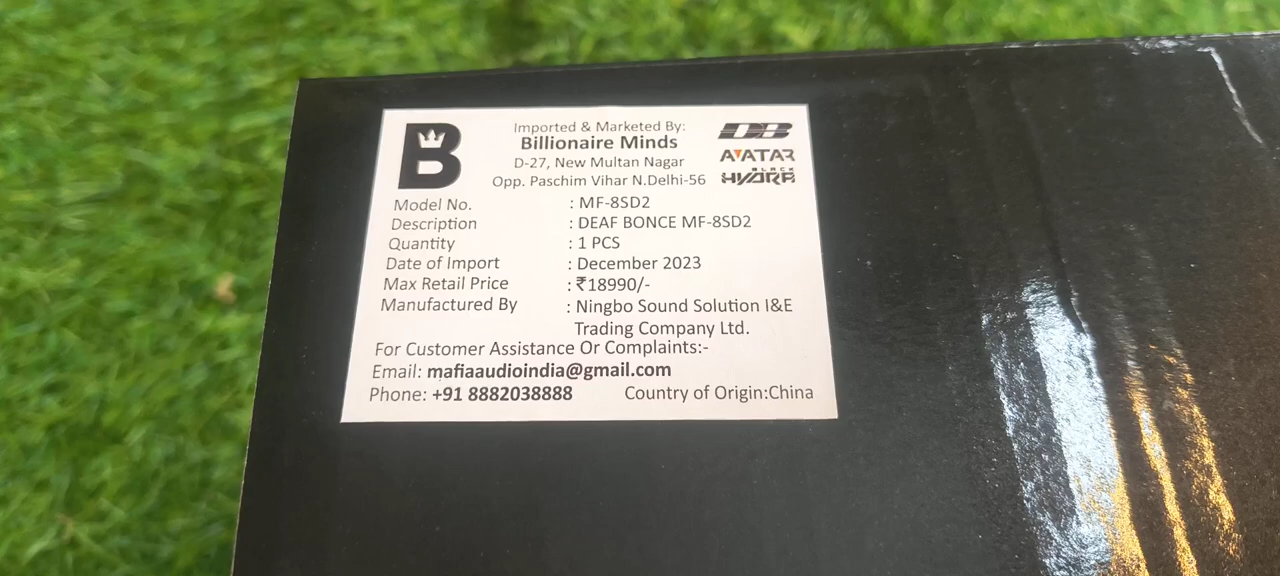 B
Imported & Marketed By:
Billionaire Minds
D-27, New Multan Nagar
Opp. Paschim Vihar N.Delhi-56
DB
AVATAR
BLACK
HYDRA
Model No. : MF-8SD2
Description : DEAF BONCE MF-8SD2
Quantity : 1 PCS
Date of Import : December 2023
Max Retail Price : ₹18990/-
Manufactured By : Ningbo Sound Solution I&E
Trading Company Ltd.
For Customer Assistance Or Complaints:-
Email: mafiaaudioindia@gmail.com
Phone: +91 8882038888 Country of Origin:China